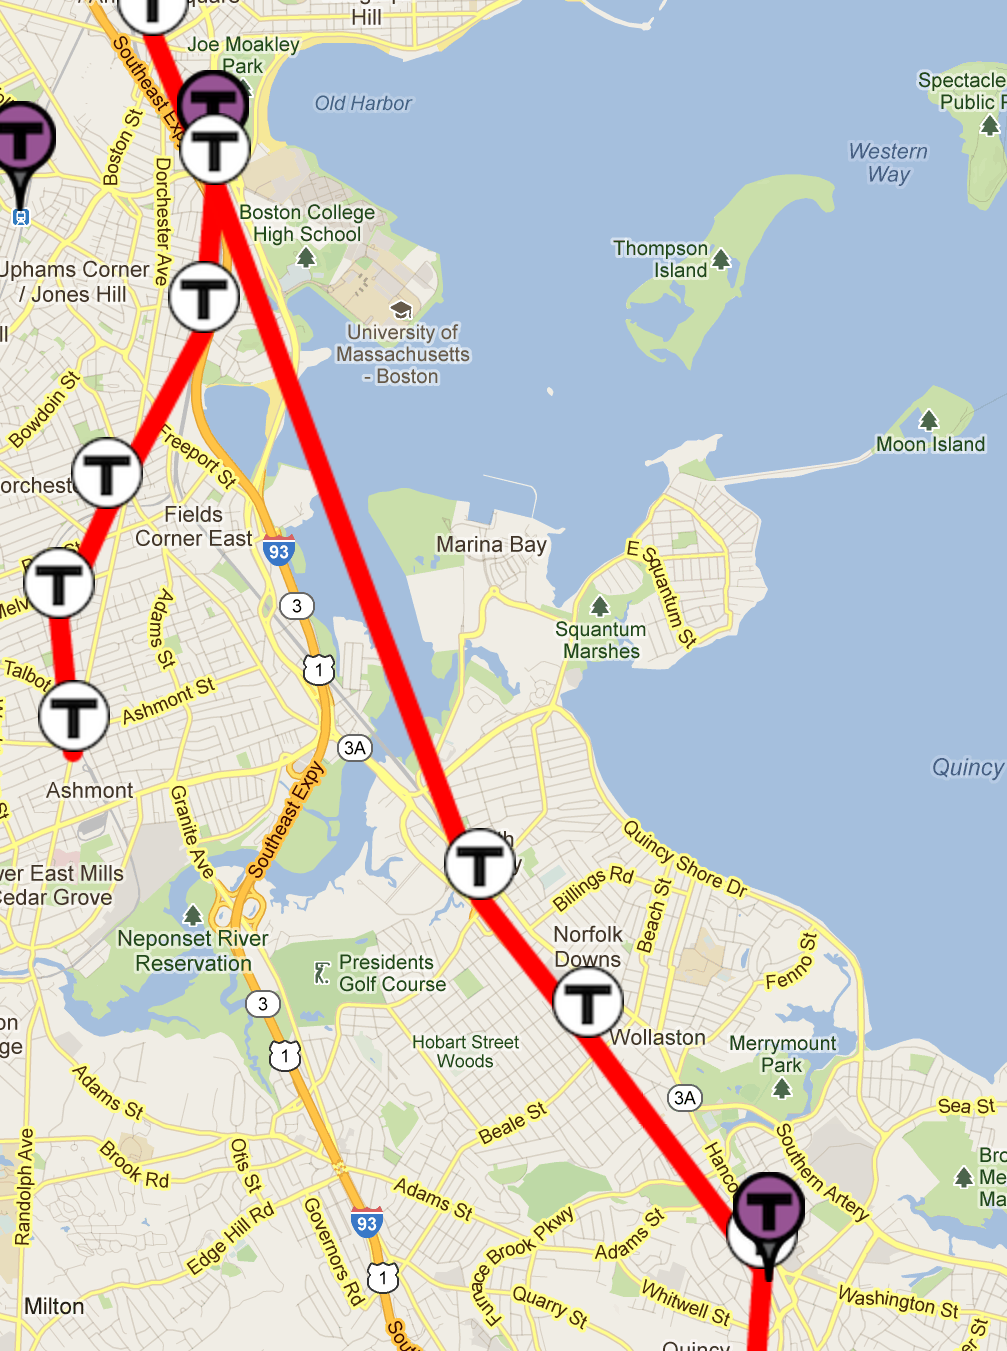 Hill
Joe Moakley
Park
Old Harbor
Spectacle
Public
Southeast
Boston St
Dorchester Ave
Western
Way
T
T
T
T
Boston College
High School
Thompson
Island
Uphams Corner
/ Jones Hill
T
University of
Massachusetts
- Boston
Bowdoin St
Freeport St
Moon Island
T
Fields
Corner East
93
Marina Bay
E Squantum St
T
3
Adams St
Squantum
Marshes
Talbot
1
Ashmont St
T
3A
Ashmont
Quincy
Granite Ave
Southeast Expy
Quincy Shore Dr
T
Billings Rd
Beach St
Cedar Grove
East Mills
Neponset River
Reservation
Presidents
Golf Course
Norfolk
Downs
Fenno St
3
T
Wollaston
1
Hobart Street
Woods
Merrymount
Park
3A
Adams St
Sea St
Beale St
Southern Artery
Randolph Ave
Brook Rd
Otis St
Adams St
T
Edge Hill Rd
Governors Rd
93
Furnace Brook Pkwy
Adams St
1
Quarry St
Whitwell St
Washington St
Milton
Quincy